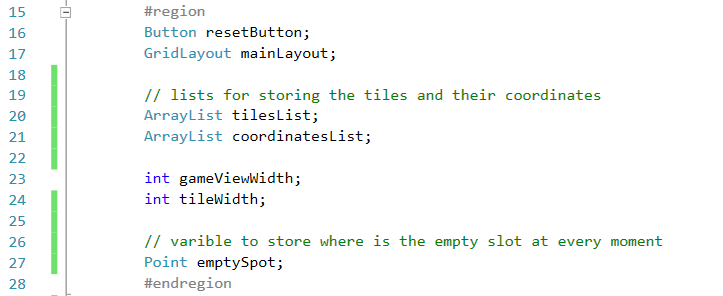 15 #region
16 Button resetButton;
17 GridLayout mainLayout;
18
19 // lists for storing the tiles and their coordinates
20 ArrayList tilesList;
21 ArrayList coordinatesList;
22
23 int gameViewWidth;
24 int tileWidth;
25
26 // varible to store where is the empty slot at every moment
27 Point emptySpot;
28 #endregion